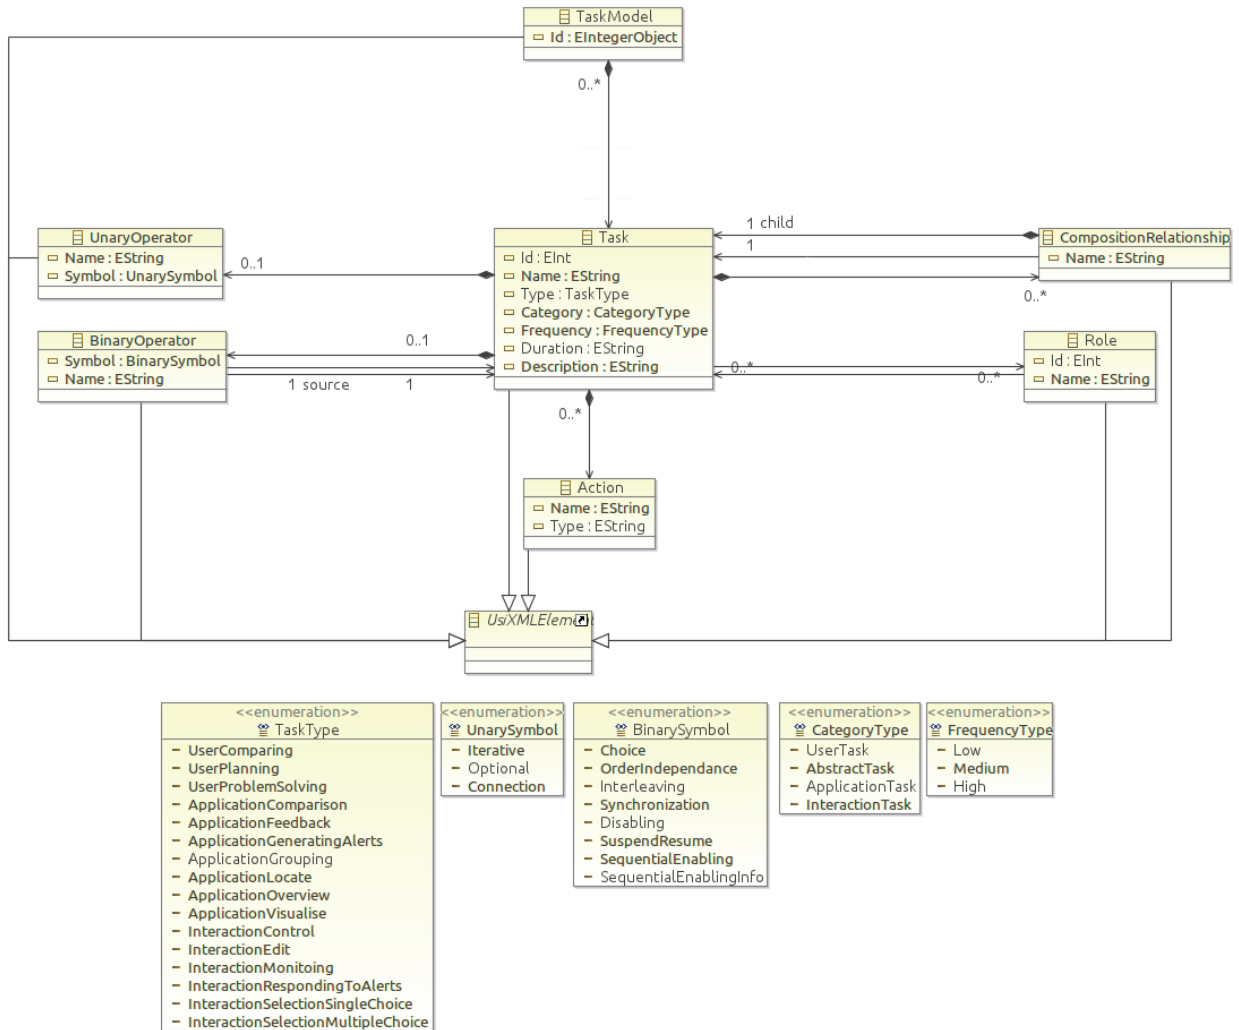 TaskModel
Id : EIntegerObject
0..*
UnaryOperator
Name : EString
Symbol : UnarySymbol
0..1
Task
Id : EInt
Name : EString
Type : TaskType
Category : CategoryType
Frequency : FrequencyType
Duration : EString
Description : EString
1 child
1
0..*
CompositionRelationship
Name : EString
BinaryOperator
Symbol : BinarySymbol
Name : EString
0..1
1 source
1
0..*
0..*
Role
Id : EInt
Name : EString
0..*
Action
Name : EString
Type : EString
UsiXMLElement
<<enumeration>>
TaskType
UserComparing
UserPlanning
UserProblemSolving
ApplicationComparison
ApplicationFeedback
ApplicationGeneratingAlerts
ApplicationGrouping
ApplicationLocate
ApplicationOverview
ApplicationVisualise
InteractionControl
InteractionEdit
InteractionMonitoing
InteractionRespondingToAlerts
InteractionSelectionSingleChoice
InteractionSelectionMultipleChoice
<<enumeration>>
UnarySymbol
Iterative
Optional
Connection
<<enumeration>>
BinarySymbol
Choice
OrderIndependance
Interleaving
Synchronization
Disabling
SuspendResume
SequentialEnabling
SequentialEnablingInfo
<<enumeration>>
CategoryType
UserTask
AbstractTask
ApplicationTask
InteractionTask
<<enumeration>>
FrequencyType
Low
Medium
High